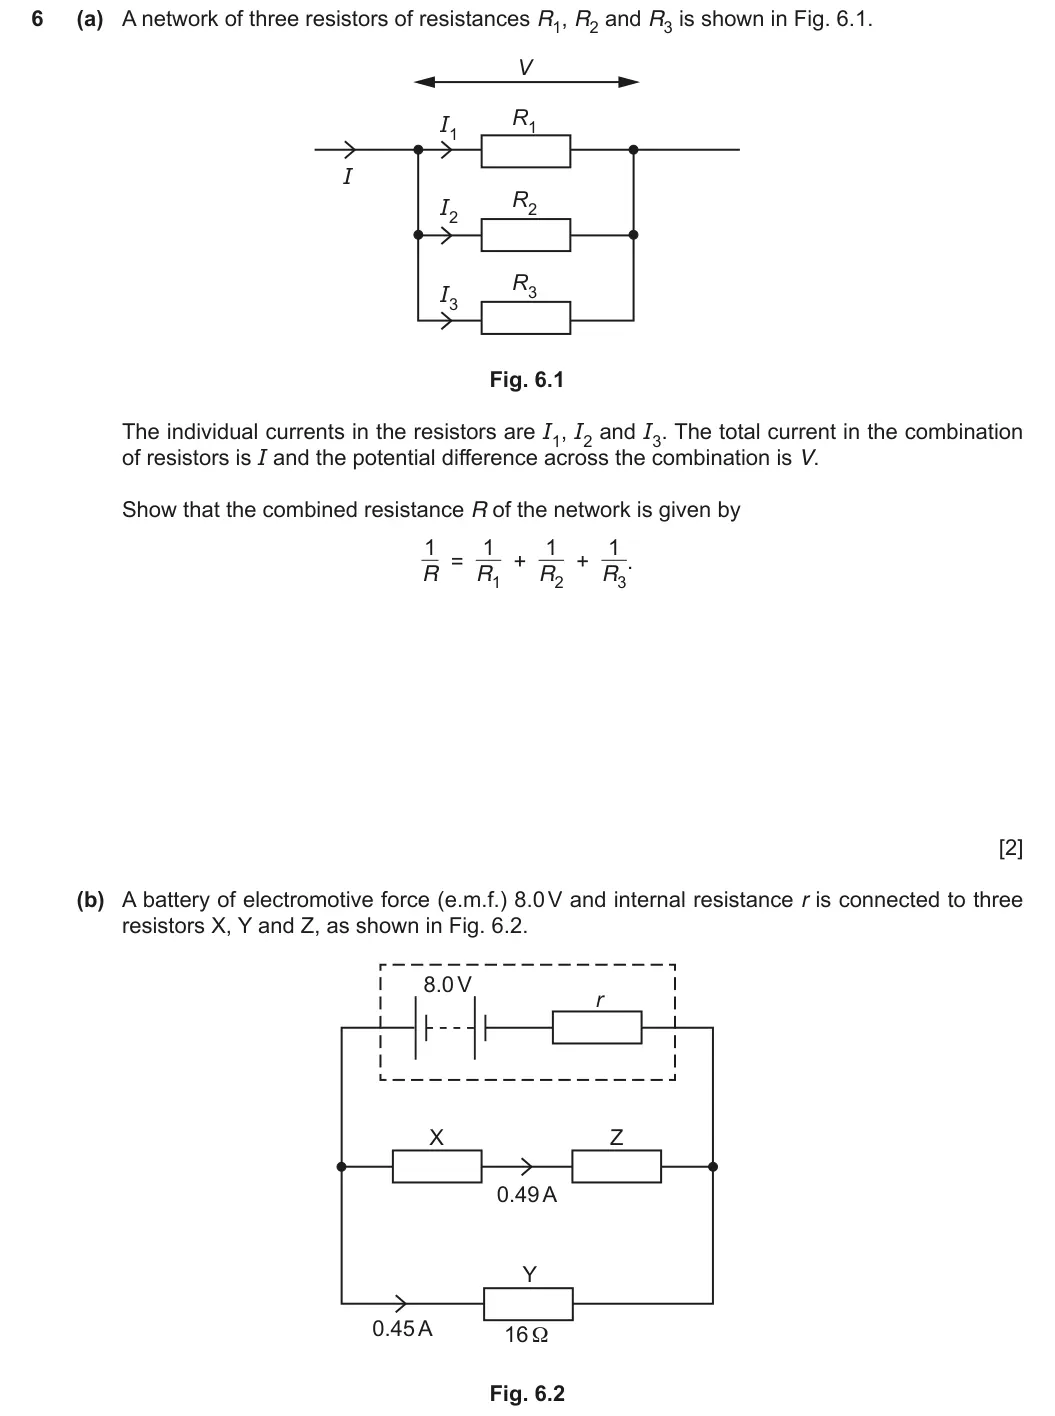 6 (a) A network of three resistors of resistances R1, R2 and R3 is shown in Fig. 6.1.
V
I1 R1
I
I2 R2
I3 R3
Fig. 6.1
The individual currents in the resistors are I1, I2 and I3. The total current in the combination
of resistors is I and the potential difference across the combination is V.
Show that the combined resistance R of the network is given by
1/R = 1/R1 + 1/R2 + 1/R3.
[2]
(b) A battery of electromotive force (e.m.f.) 8.0 V and internal resistance r is connected to three
resistors X, Y and Z, as shown in Fig. 6.2.
8.0 V r
X Z
0.49 A
Y
0.45 A 16 Ω
Fig. 6.2